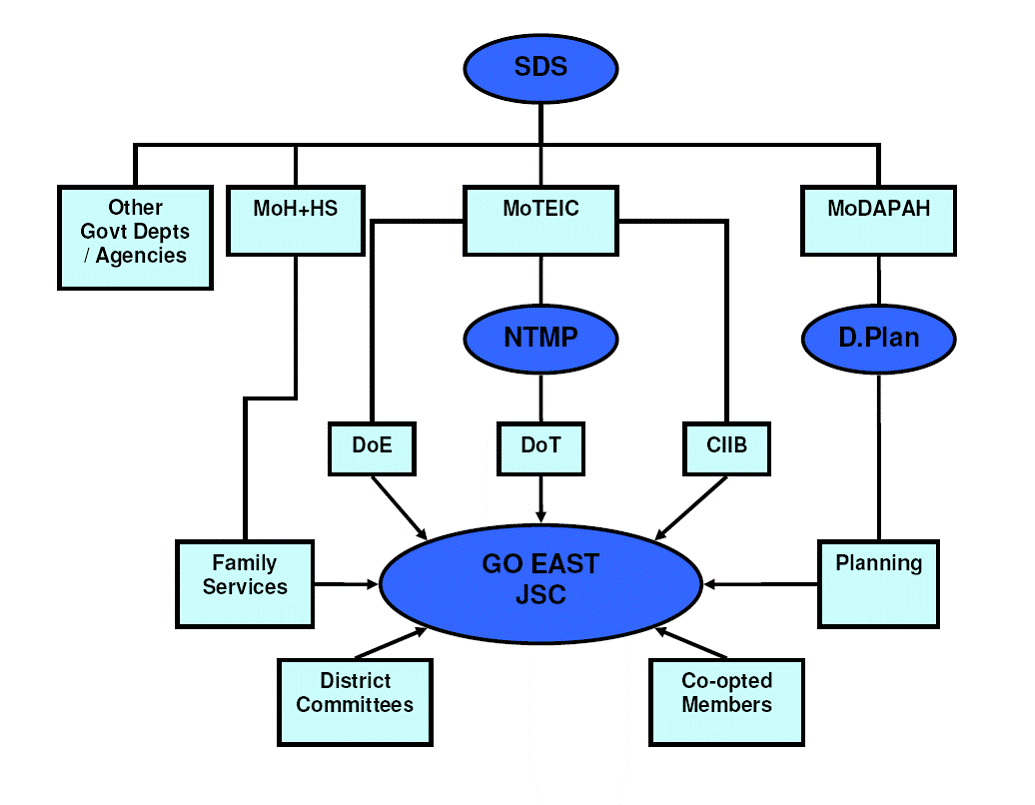 SDS
Other
Govt Depts
/ Agencies
MoH+HS
MoTEIC
MoDAPAH
NTMP
D.Plan
DoE
DoT
CIIB
Family
Services
GO EAST
JSC
Planning
District
Committees
Co-opted
Members